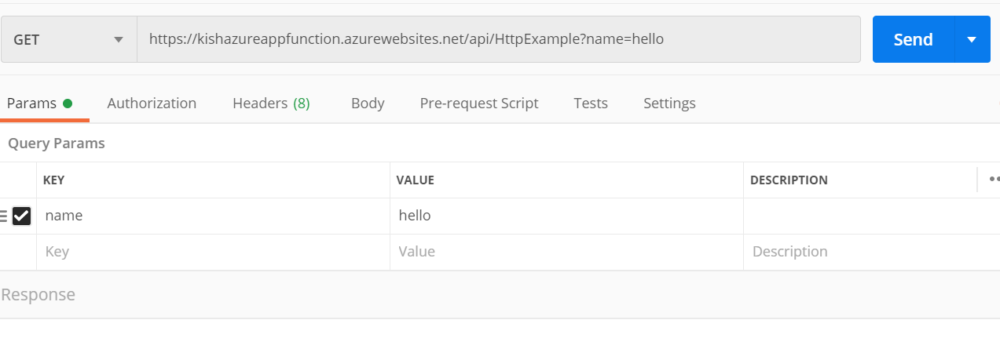 GET https://kishazureappfunction.azurewebsites.net/api/HttpExample?name=hello Send
Params Authorization Headers (8) Body Pre-request Script Tests Settings
Query Params
KEY VALUE DESCRIPTION
name hello
Key Value Description
Response